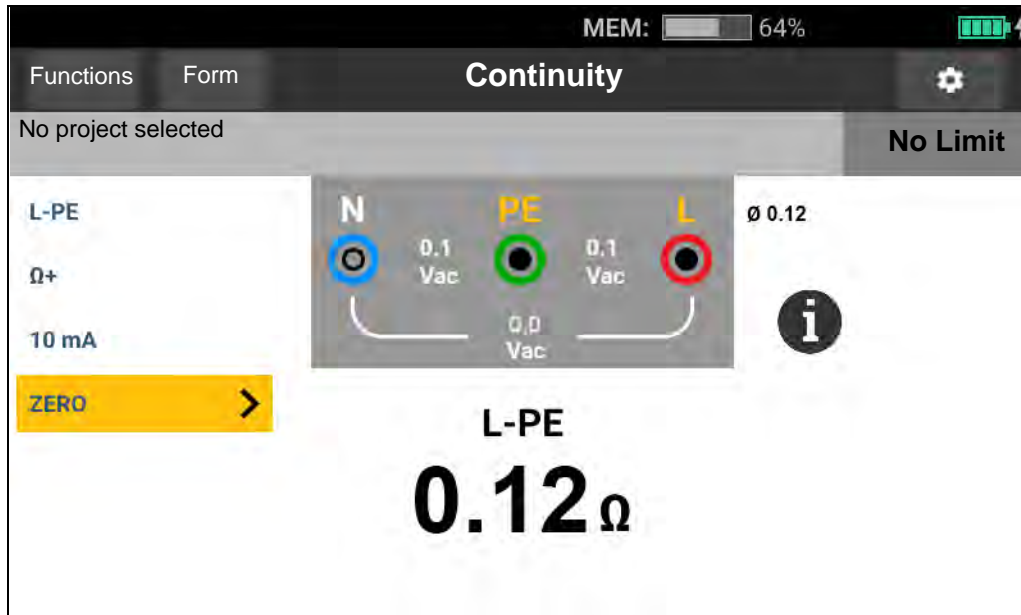 MEM: 64%
Functions Form Continuity
No project selected
No Limit
L-PE
N PE L
Ø 0.12
0.1 Vac
0.1 Vac
Ω+
i
10 mA
0.0 Vac
ZERO
L-PE
0.12 Ω